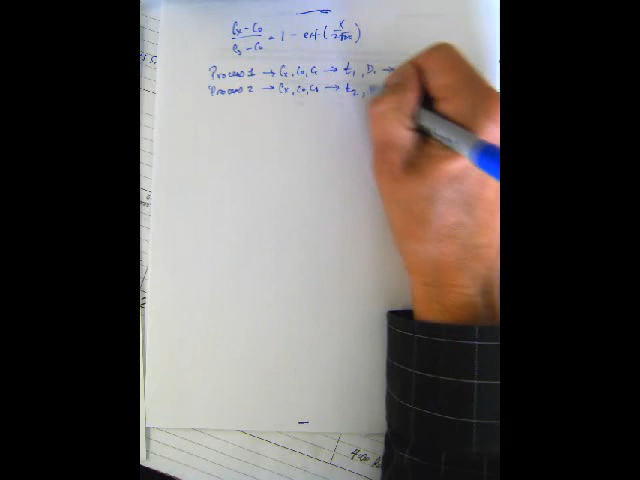 Cx - C0 / Cs - C0 = 1 - erf ( x / 2√Dt )
Process 1 → Cx, C0, Cs → t1, D1 →
Process 2 → Cx, C0, Cs → t2,